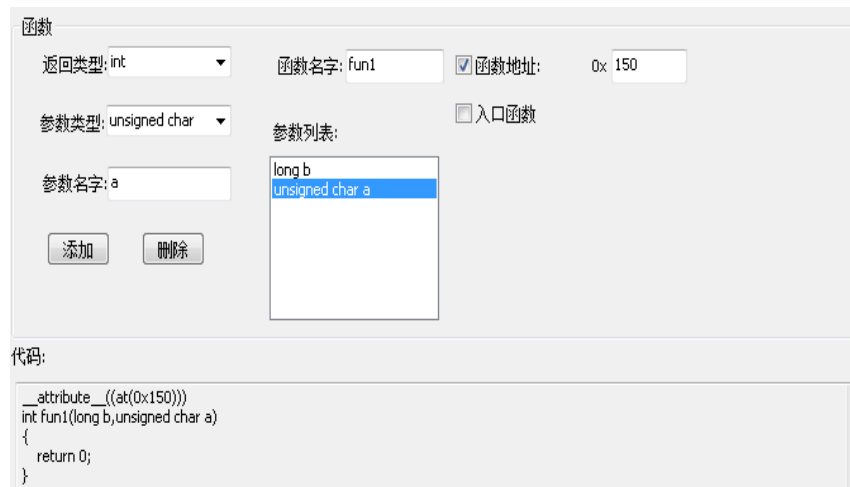 函数
返回类型: int 函数名字: fun1 函数地址: 0x 150
参数类型: unsigned char 参数列表: 入口函数
long b
unsigned char a
参数名字: a
添加 删除
代码:
__attribute__((at(0x150)))
int fun1(long b,unsigned char a)
{
return 0;
}